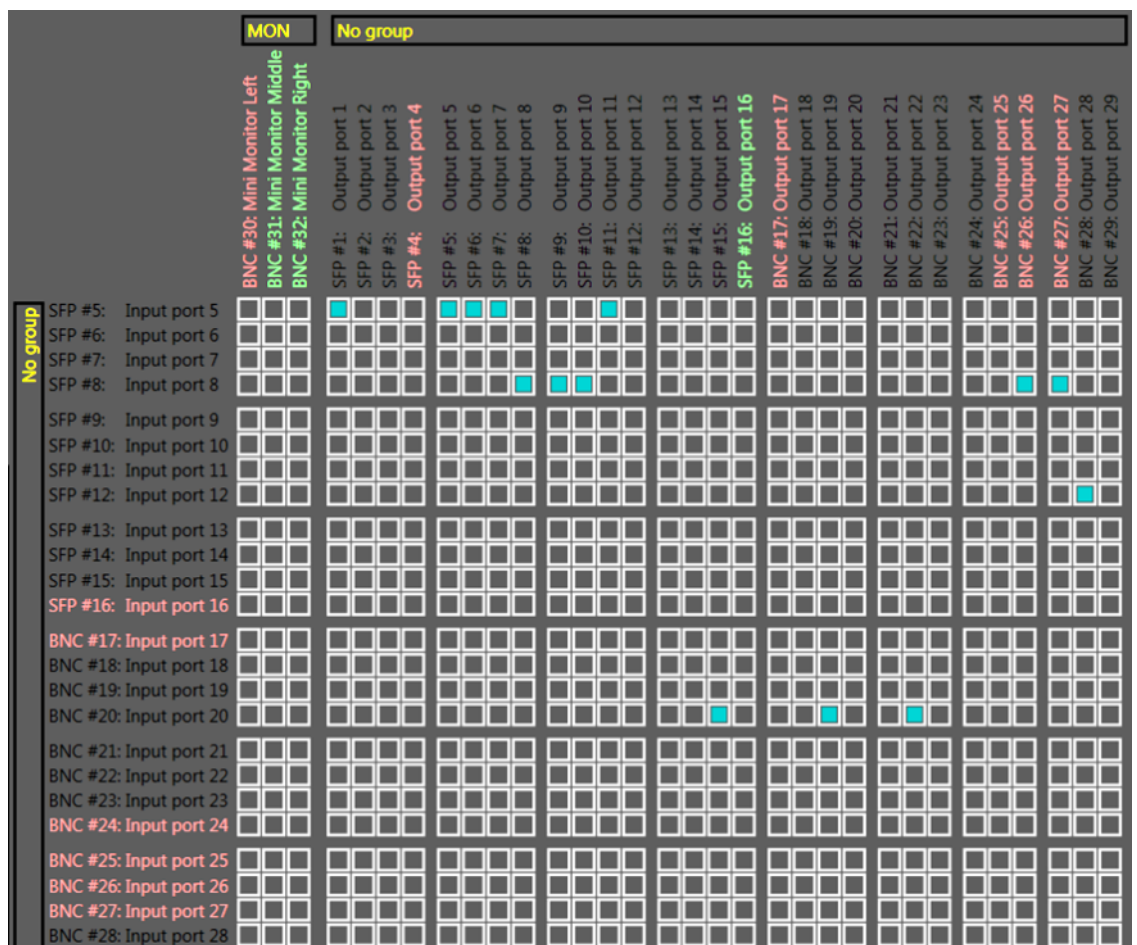 MON
No group
BNC #30: Mini Monitor Left
BNC #31: Mini Monitor Middle
BNC #32: Mini Monitor Right
SFP #1: Output port 1
SFP #2: Output port 2
SFP #3: Output port 3
SFP #4: Output port 4
SFP #5: Output port 5
SFP #6: Output port 6
SFP #7: Output port 7
SFP #8: Output port 8
SFP #9: Output port 9
SFP #10: Output port 10
SFP #11: Output port 11
SFP #12: Output port 12
SFP #13: Output port 13
SFP #14: Output port 14
SFP #15: Output port 15
SFP #16: Output port 16
BNC #17: Output port 17
BNC #18: Output port 18
BNC #19: Output port 19
BNC #20: Output port 20
BNC #21: Output port 21
BNC #22: Output port 22
BNC #23: Output port 23
BNC #24: Output port 24
BNC #25: Output port 25
BNC #26: Output port 26
BNC #27: Output port 27
BNC #28: Output port 28
BNC #29: Output port 29
No group
SFP #5: Input port 5
SFP #6: Input port 6
SFP #7: Input port 7
SFP #8: Input port 8
SFP #9: Input port 9
SFP #10: Input port 10
SFP #11: Input port 11
SFP #12: Input port 12
SFP #13: Input port 13
SFP #14: Input port 14
SFP #15: Input port 15
SFP #16: Input port 16
BNC #17: Input port 17
BNC #18: Input port 18
BNC #19: Input port 19
BNC #20: Input port 20
BNC #21: Input port 21
BNC #22: Input port 22
BNC #23: Input port 23
BNC #24: Input port 24
BNC #25: Input port 25
BNC #26: Input port 26
BNC #27: Input port 27
BNC #28: Input port 28